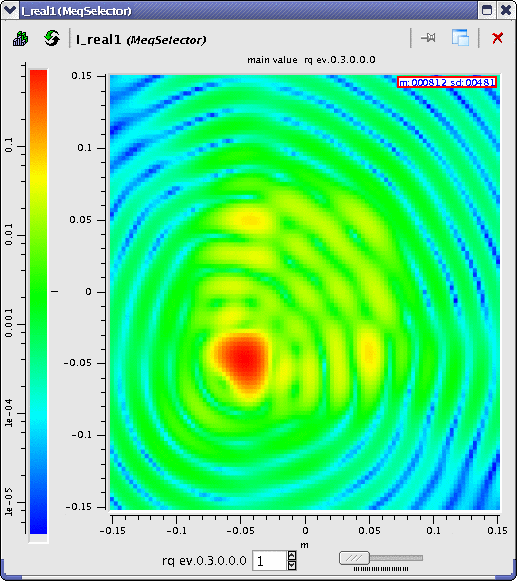 I_real1 (MeqSelector)
I_real1 (MeqSelector)
main value rq ev.0.3.0.0.0
m:000812 sd:00481
0.1
0.01
0.001
1e-04
1e-05
0.15
0.1
0.05
0
-0.05
-0.1
-0.15
-0.15 -0.10 -0.05 0 0.05 0.10 0.15
m
rq ev.0.3.0.0.0 1